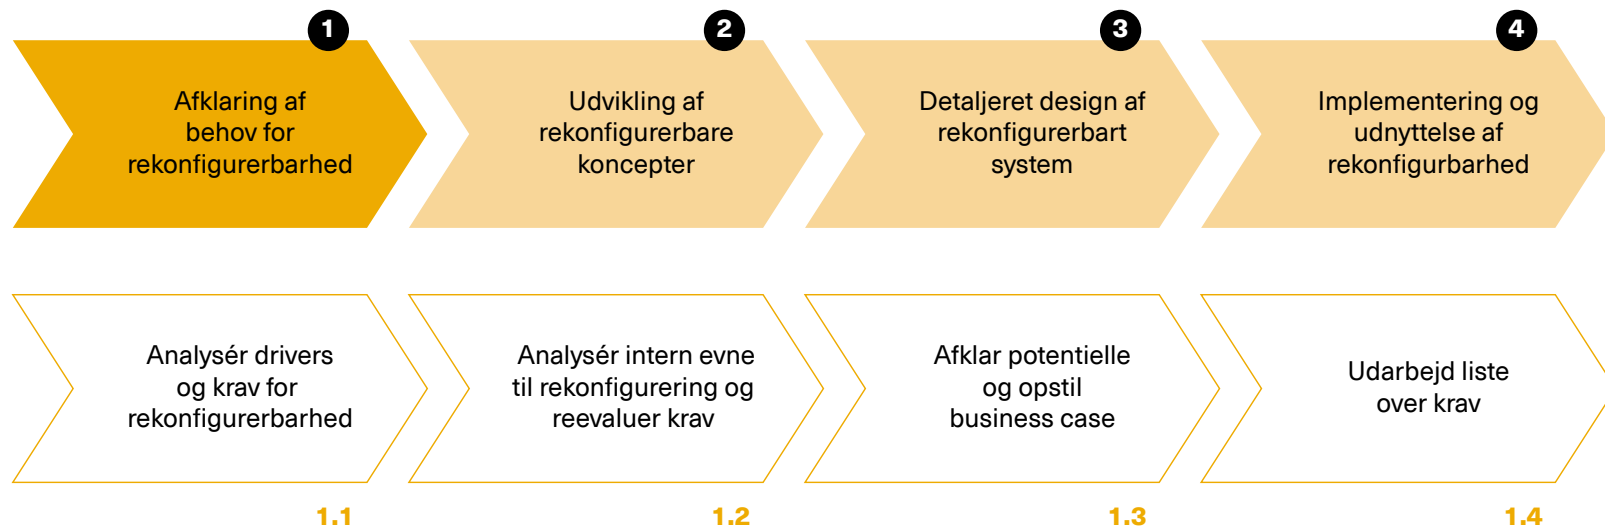 1
Afklaring af
behov for
rekonfigurerbarhed
2
Udvikling af
rekonfigurerbare
koncepter
3
Detaljeret design af
rekonfigurerbart
system
4
Implementering og
udnyttelse af
rekonfigurbarhed
Analysér drivers
og krav for
rekonfigurerbarhed
1.1
Analysér intern evne
til rekonfigurering og
reevaluer krav
1.2
Afklar potentielle
og opstil
business case
1.3
Udarbejd liste
over krav
1.4